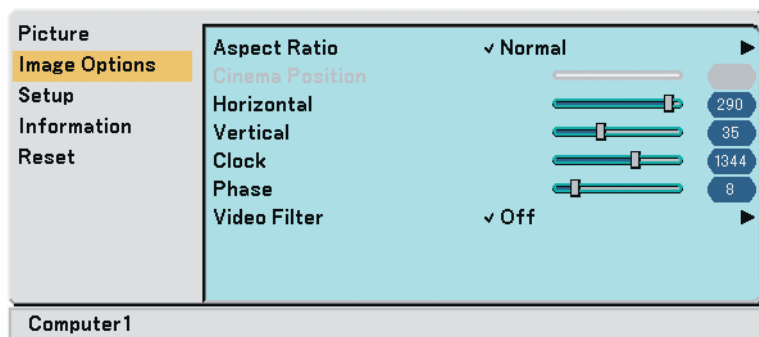 Picture
Image Options
Setup
Information
Reset
Aspect Ratio ✓ Normal
Cinema Position
Horizontal 290
Vertical 35
Clock 1344
Phase 8
Video Filter ✓ Off
Computer1